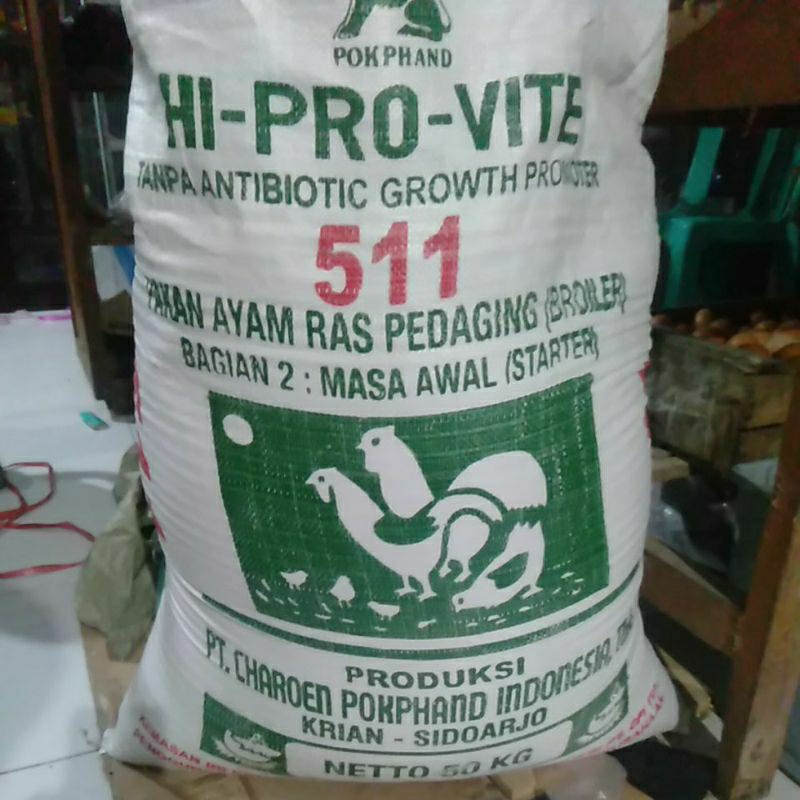 POKPHAND
HI-PRO-VITE
TANPA ANTIBIOTIC GROWTH PROMOTER
511
PAKAN AYAM RAS PEDAGING (BROILER)
BAGIAN 2 : MASA AWAL (STARTER)
PRODUKSI
PT. CHAROEN POKPHAND INDONESIA, Tbk
KRIAN - SIDOARJO
NETTO 50 KG
KEMASAN